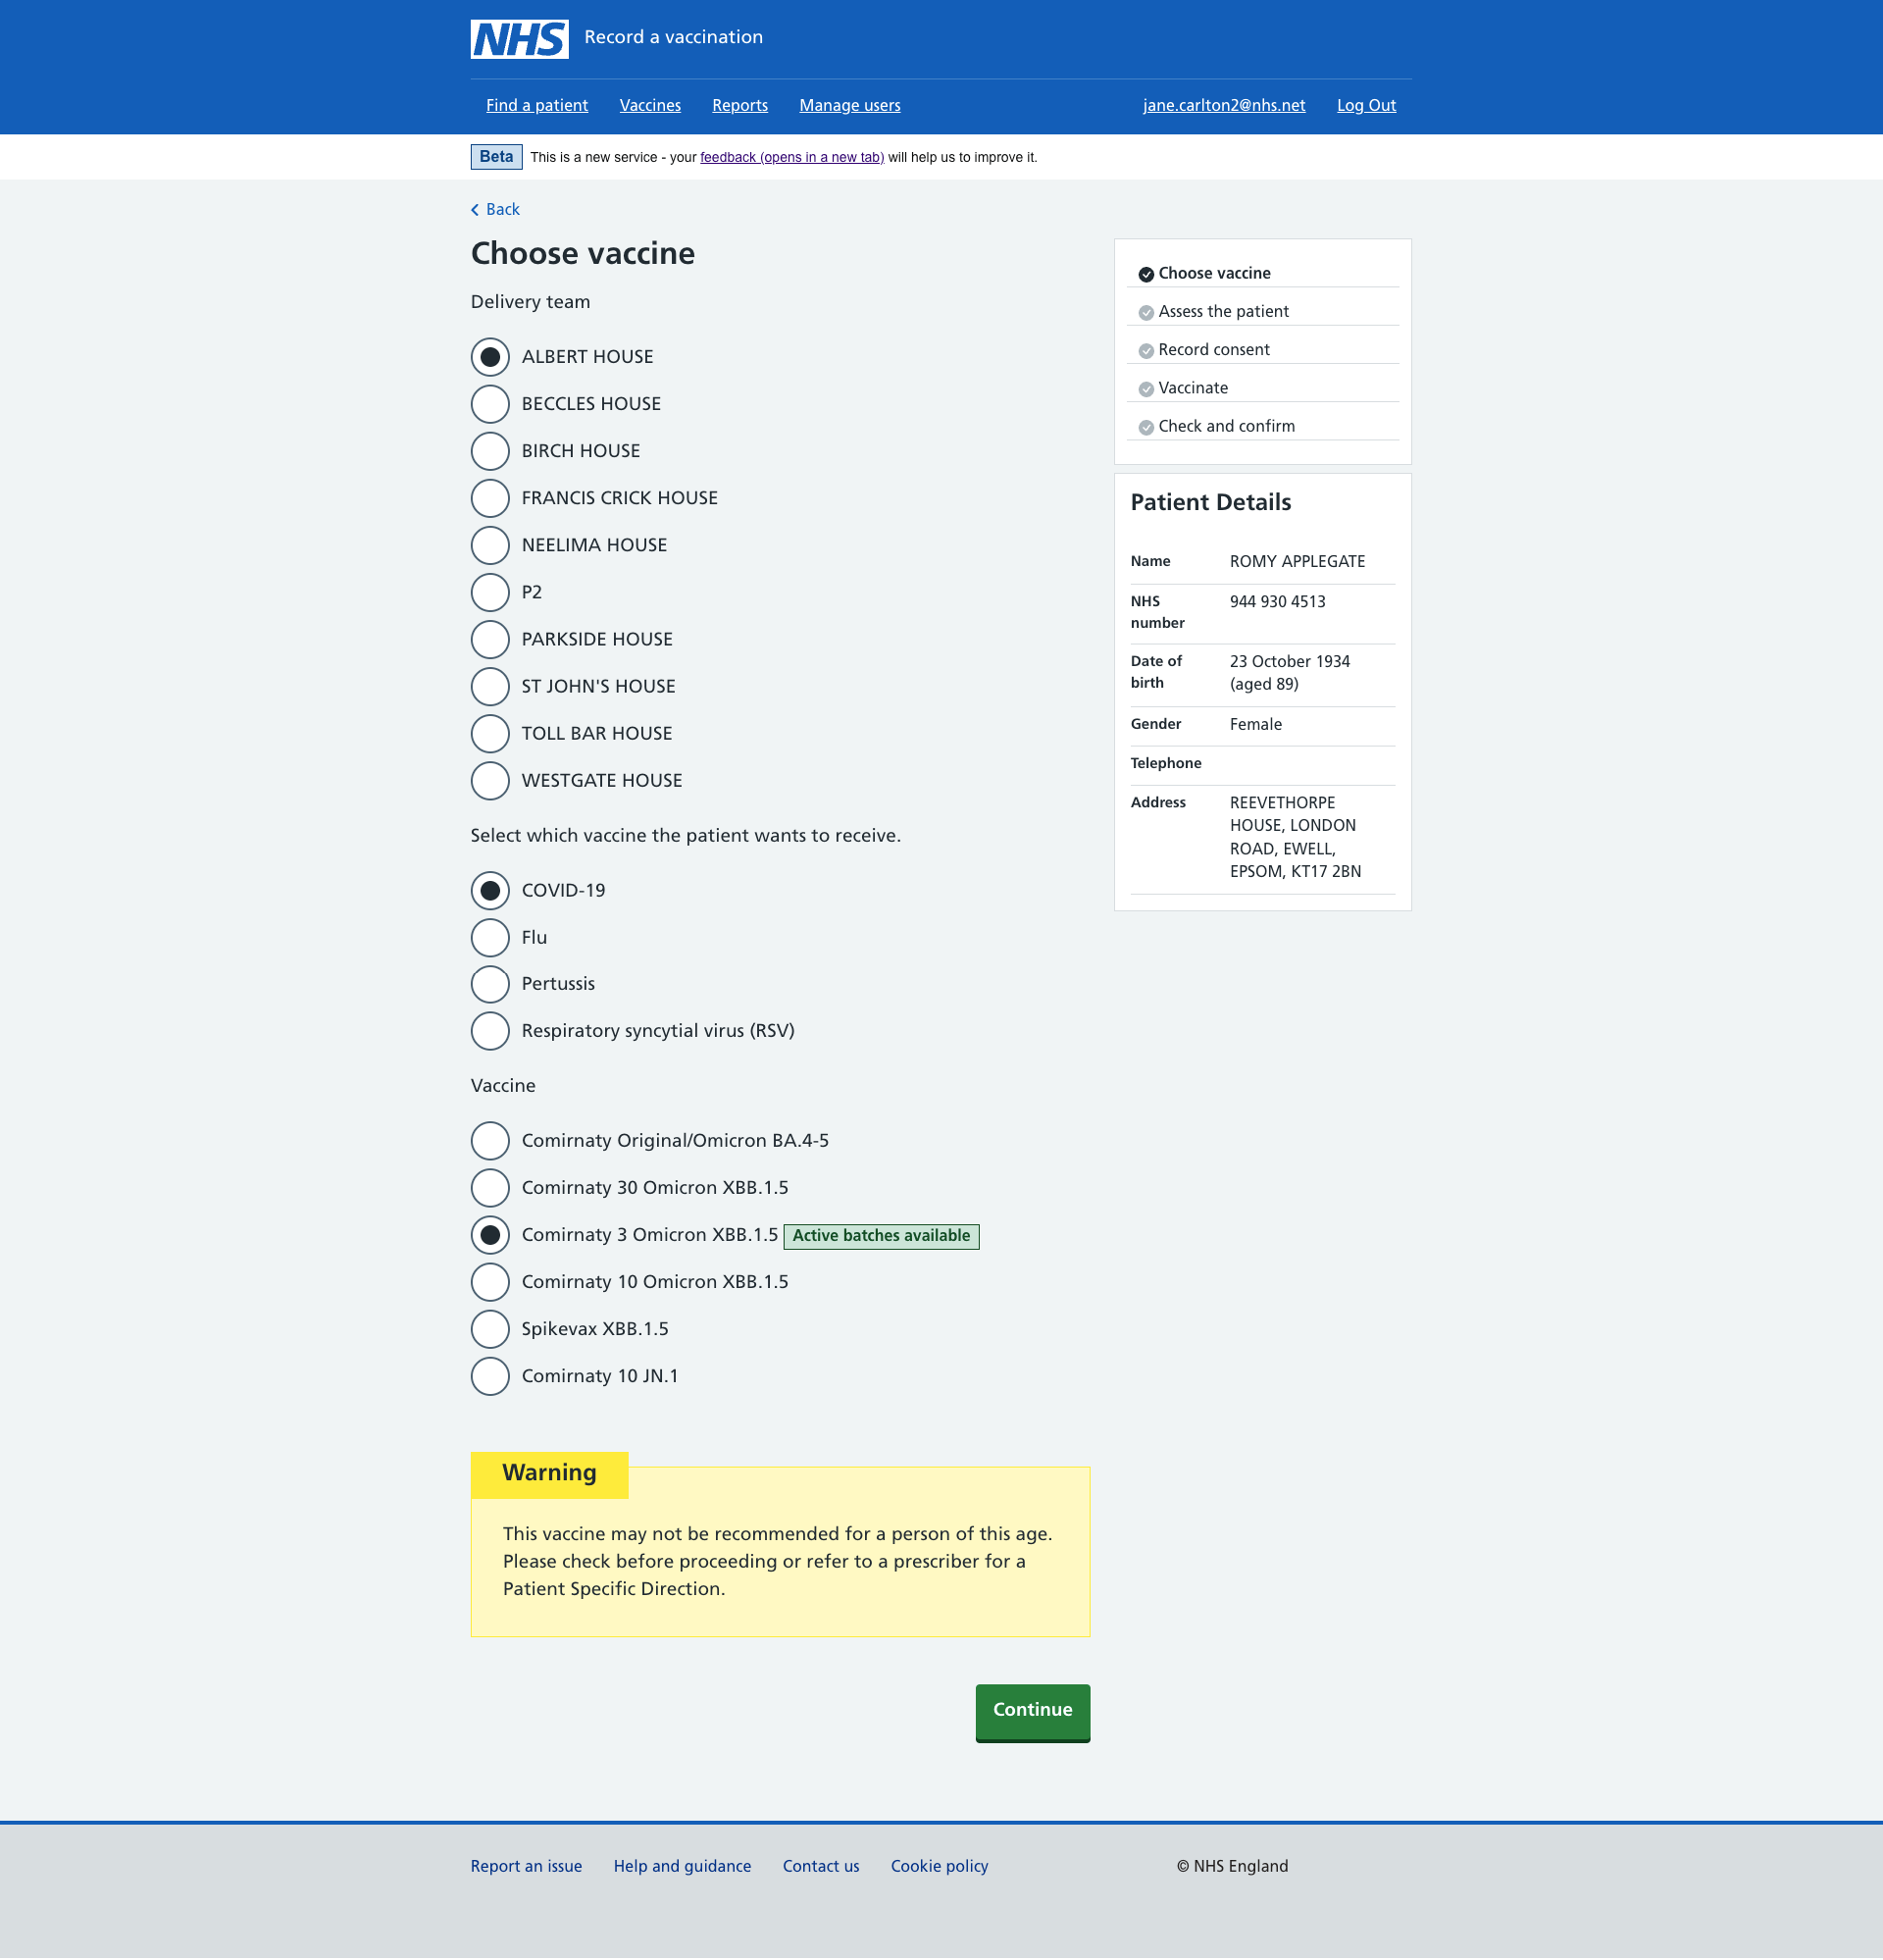 NHS Record a vaccination
Find a patient Vaccines Reports Manage users jane.carlton2@nhs.net Log Out
Beta This is a new service - your feedback (opens in a new tab) will help us to improve it.
Back
Choose vaccine
Delivery team
ALBERT HOUSE
BECCLES HOUSE
BIRCH HOUSE
FRANCIS CRICK HOUSE
NEELIMA HOUSE
P2
PARKSIDE HOUSE
ST JOHN'S HOUSE
TOLL BAR HOUSE
WESTGATE HOUSE
Select which vaccine the patient wants to receive.
COVID-19
Flu
Pertussis
Respiratory syncytial virus (RSV)
Vaccine
Comirnaty Original/Omicron BA.4-5
Comirnaty 30 Omicron XBB.1.5
Comirnaty 3 Omicron XBB.1.5 Active batches available
Comirnaty 10 Omicron XBB.1.5
Spikevax XBB.1.5
Comirnaty 10 JN.1
Warning
This vaccine may not be recommended for a person of this age.
Please check before proceeding or refer to a prescriber for a
Patient Specific Direction.
Continue
Choose vaccine
Assess the patient
Record consent
Vaccinate
Check and confirm
Patient Details
Name ROMY APPLEGATE
NHS 944 930 4513
number
Date of 23 October 1934
birth (aged 89)
Gender Female
Telephone
Address REEVETHORPE
HOUSE, LONDON
ROAD, EWELL,
EPSOM, KT17 2BN
Report an issue Help and guidance Contact us Cookie policy © NHS England